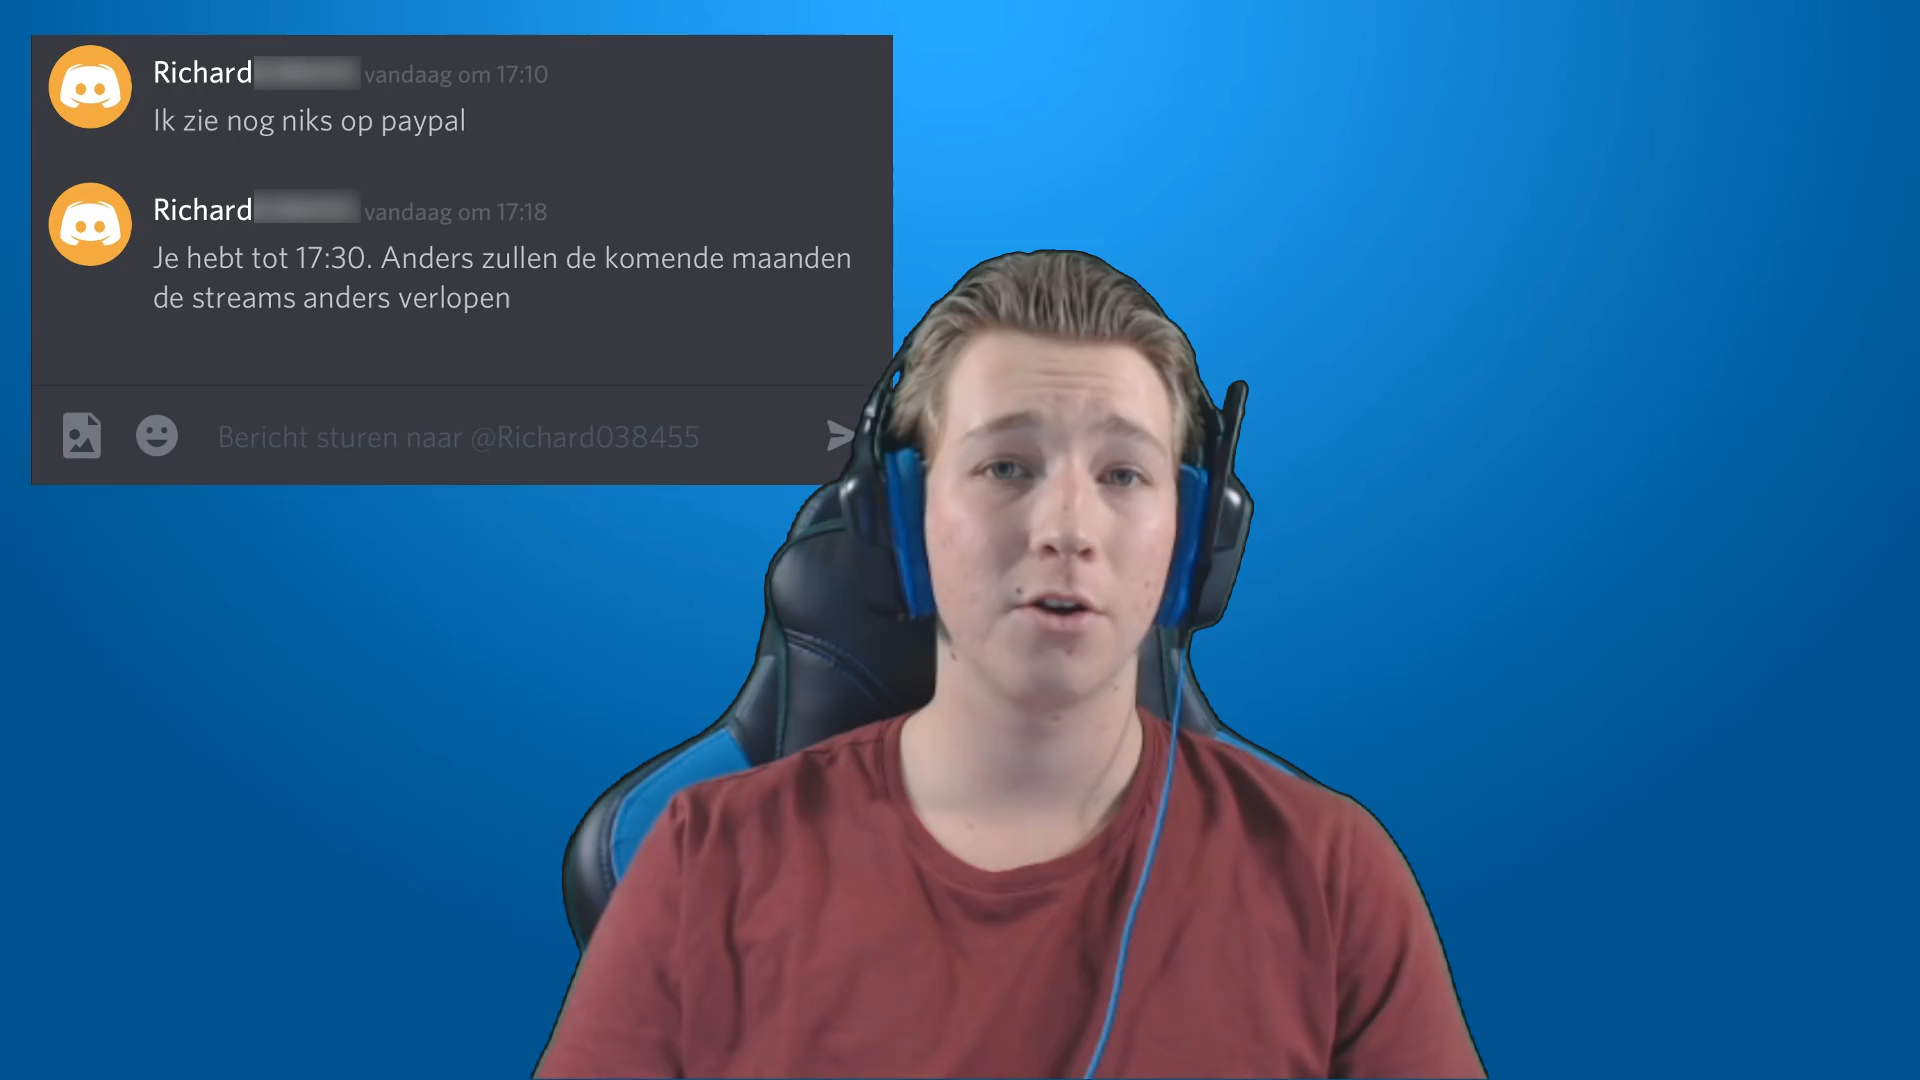 Richard vandaag om 17:10
Ik zie nog niks op paypal
Richard vandaag om 17:18
Je hebt tot 17:30. Anders zullen de komende maanden
de streams anders verlopen
Bericht sturen naar @Richard038455